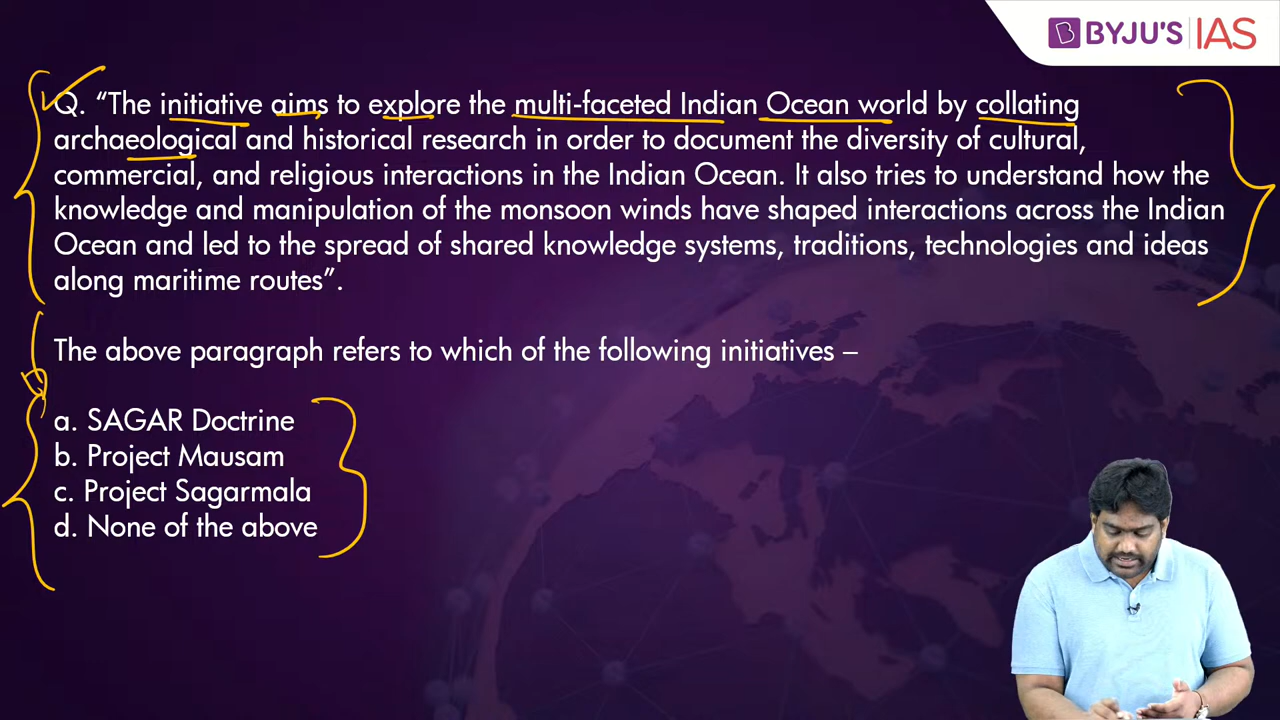 BYJU'S IAS
Q. “The initiative aims to explore the multi-faceted Indian Ocean world by collating
archaeological and historical research in order to document the diversity of cultural,
commercial, and religious interactions in the Indian Ocean. It also tries to understand how the
knowledge and manipulation of the monsoon winds have shaped interactions across the Indian
Ocean and led to the spread of shared knowledge systems, traditions, technologies and ideas
along maritime routes”.
The above paragraph refers to which of the following initiatives –
a. SAGAR Doctrine
b. Project Mausam
c. Project Sagarmala
d. None of the above